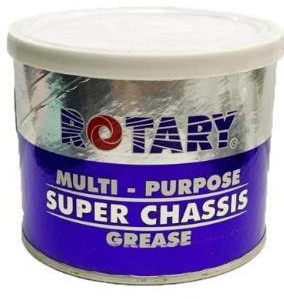 ROTARY®
MULTI - PURPOSE
SUPER CHASSIS
GREASE